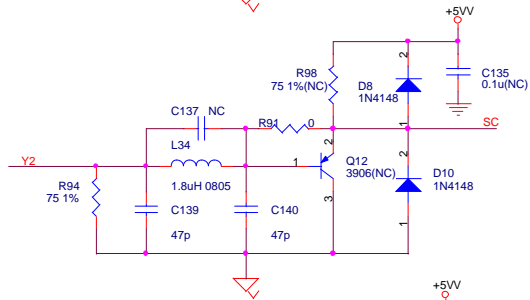 +5VV
R98
75 1%(NC)
2
D8
1N4148
1
C135
0.1u(NC)
C137
NC
R91
0
SC
L34
Y2
1
2
Q12
3906(NC)
3
2
D10
1N4148
1
R94
75 1%
1.8uH 0805
C139
47p
C140
47p
+5VV